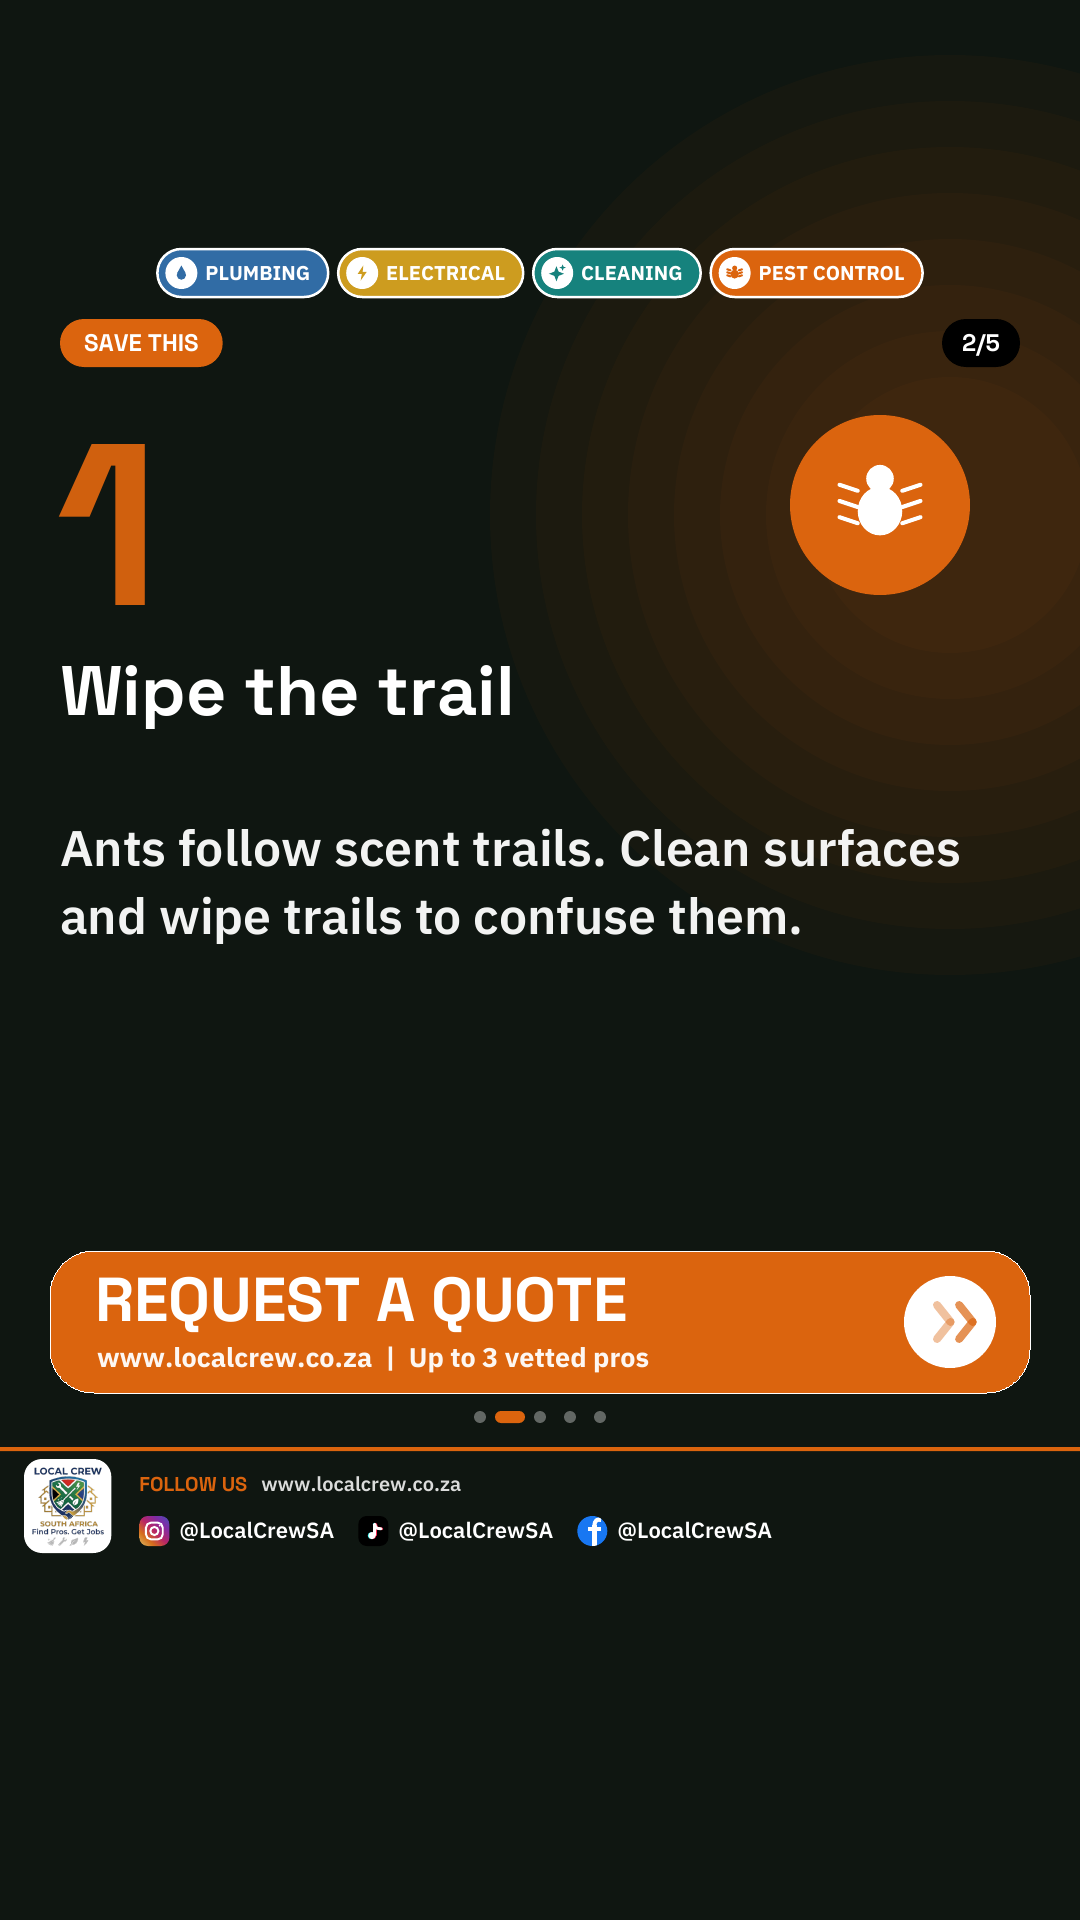 PLUMBING ELECTRICAL CLEANING PEST CONTROL
SAVE THIS
2/5
1
Wipe the trail
Ants follow scent trails. Clean surfaces
and wipe trails to confuse them.
REQUEST A QUOTE
www.localcrew.co.za | Up to 3 vetted pros
LOCAL CREW
SOUTH AFRICA
Find Pros. Get Jobs
FOLLOW US www.localcrew.co.za
@LocalCrewSA @LocalCrewSA @LocalCrewSA